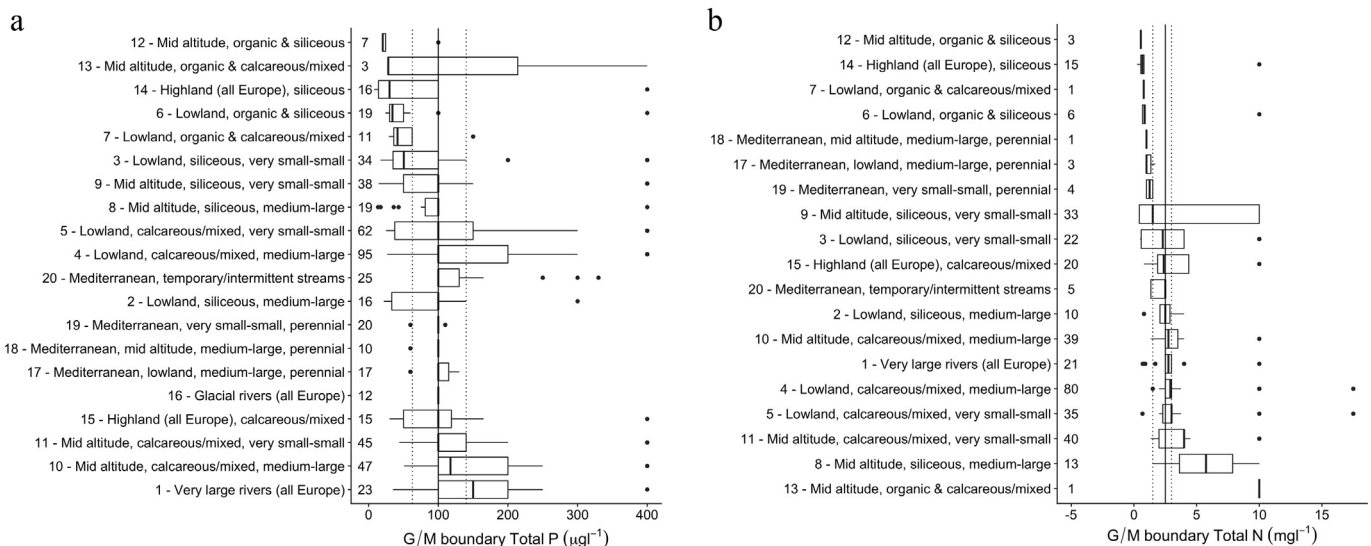 a
12 - Mid altitude, organic & siliceous 7
13 - Mid altitude, organic & calcareous/mixed 3
14 - Highland (all Europe), siliceous 16
6 - Lowland, organic & siliceous 19
7 - Lowland, organic & calcareous/mixed 11
3 - Lowland, siliceous, very small-small 34
9 - Mid altitude, siliceous, very small-small 38
8 - Mid altitude, siliceous, medium-large 19
5 - Lowland, calcareous/mixed, very small-small 62
4 - Lowland, calcareous/mixed, medium-large 95
20 - Mediterranean, temporary/intermittent streams 25
2 - Lowland, siliceous, medium-large 16
19 - Mediterranean, very small-small, perennial 20
18 - Mediterranean, mid altitude, medium-large, perennial 10
17 - Mediterranean, lowland, medium-large, perennial 17
16 - Glacial rivers (all Europe) 12
15 - Highland (all Europe), calcareous/mixed 15
11 - Mid altitude, calcareous/mixed, very small-small 45
10 - Mid altitude, calcareous/mixed, medium-large 47
1 - Very large rivers (all Europe) 23
0 100 200 300 400
G/M boundary Total P (μgl⁻¹)
b
12 - Mid altitude, organic & siliceous 3
14 - Highland (all Europe), siliceous 15
7 - Lowland, organic & calcareous/mixed 1
6 - Lowland, organic & siliceous 6
18 - Mediterranean, mid altitude, medium-large, perennial 1
17 - Mediterranean, lowland, medium-large, perennial 3
19 - Mediterranean, very small-small, perennial 4
9 - Mid altitude, siliceous, very small-small 33
3 - Lowland, siliceous, very small-small 22
15 - Highland (all Europe), calcareous/mixed 20
20 - Mediterranean, temporary/intermittent streams 5
2 - Lowland, siliceous, medium-large 10
10 - Mid altitude, calcareous/mixed, medium-large 39
1 - Very large rivers (all Europe) 21
4 - Lowland, calcareous/mixed, medium-large 80
5 - Lowland, calcareous/mixed, very small-small 35
11 - Mid altitude, calcareous/mixed, very small-small 40
8 - Mid altitude, siliceous, medium-large 13
13 - Mid altitude, organic & calcareous/mixed 1
-5 0 5 10 15
G/M boundary Total N (mgl⁻¹)